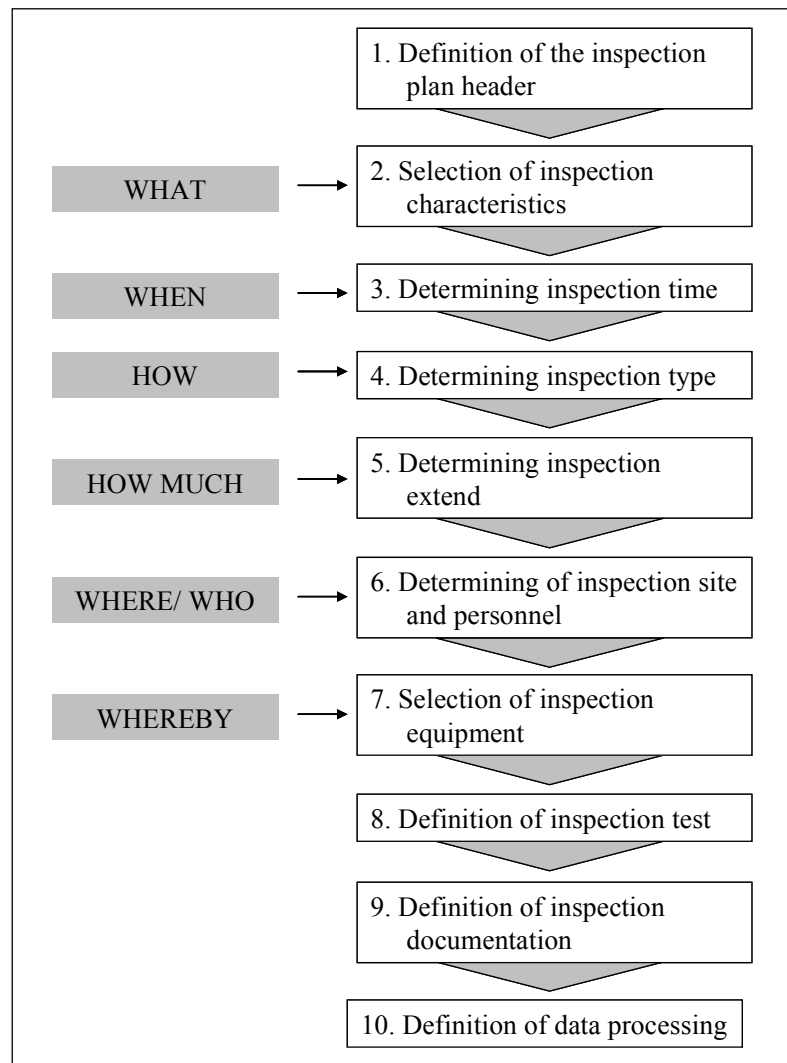 1. Definition of the inspection
plan header
WHAT
2. Selection of inspection
characteristics
WHEN
3. Determining inspection time
HOW
4. Determining inspection type
HOW MUCH
5. Determining inspection
extend
WHERE/ WHO
6. Determining of inspection site
and personnel
WHEREBY
7. Selection of inspection
equipment
8. Definition of inspection test
9. Definition of inspection
documentation
10. Definition of data processing